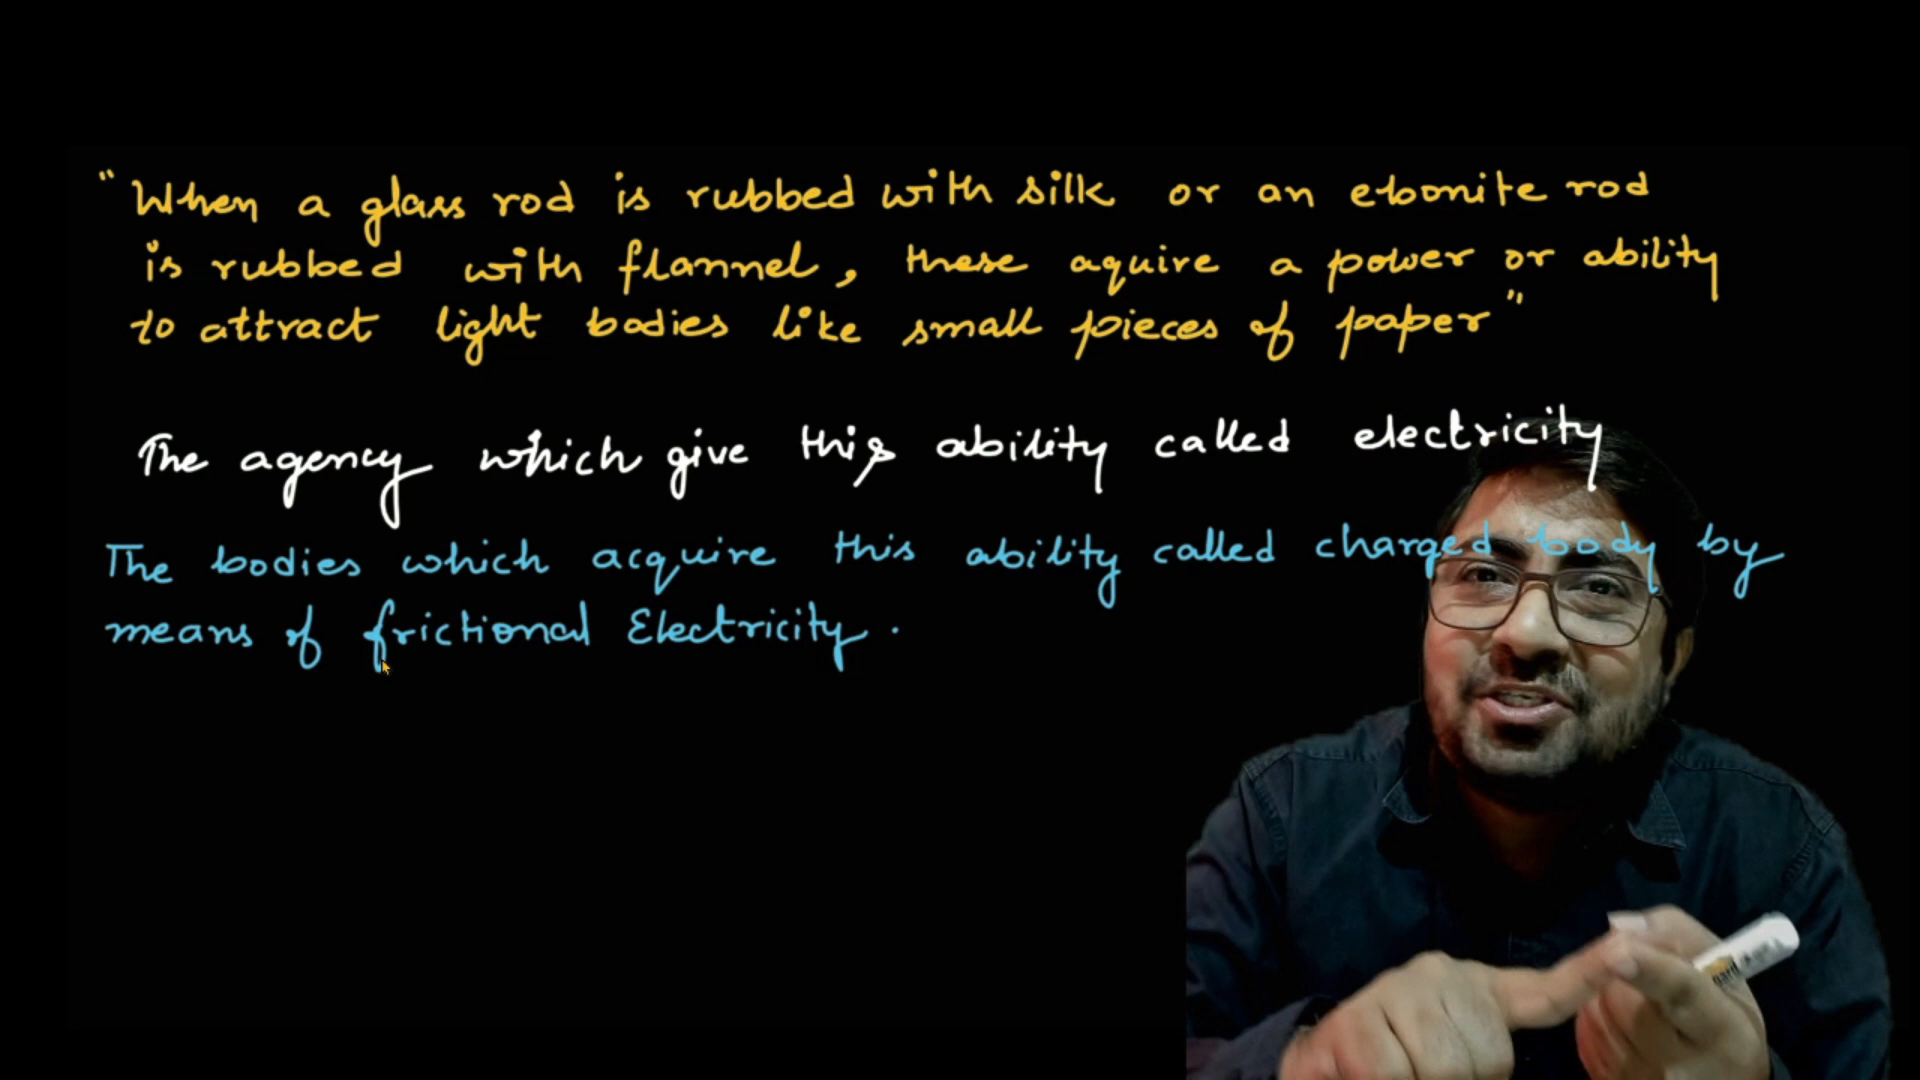 "When a glass rod is rubbed with silk or an ebonite rod
is rubbed with flannel, these aquire a power or ability
to attract light bodies like small pieces of paper"
The agency which give this ability called electricity
The bodies which acquire this ability called charged body by
means of frictional Electricity.